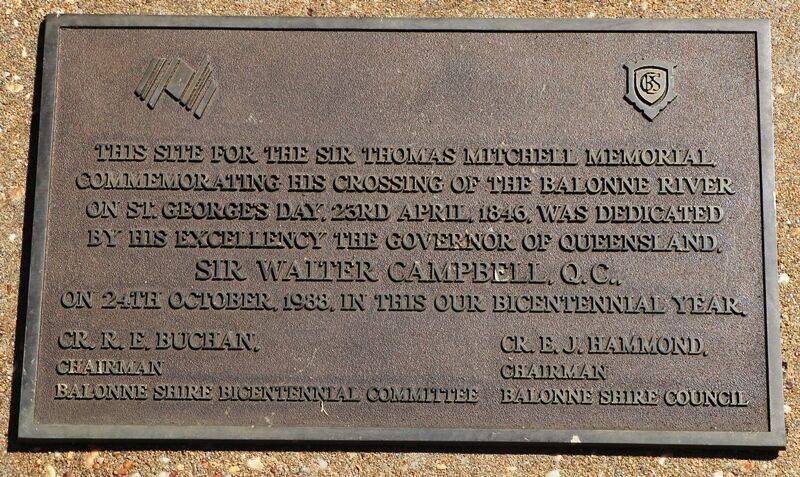 THIS SITE FOR THE SIR THOMAS MITCHELL MEMORIAL
COMMEMORATING HIS CROSSING OF THE BALONNE RIVER
ON ST. GEORGE'S DAY, 23RD APRIL, 1846, WAS DEDICATED
BY HIS EXCELLENCY THE GOVERNOR OF QUEENSLAND,
SIR WALTER CAMPBELL, Q.C.,
ON 24TH OCTOBER, 1988, IN THIS OUR BICENTENNIAL YEAR.
CR. R. E. BUCHAN,
CHAIRMAN
BALONNE SHIRE BICENTENNIAL COMMITTEE
CR. E. J. HAMMOND,
CHAIRMAN
BALONNE SHIRE COUNCIL